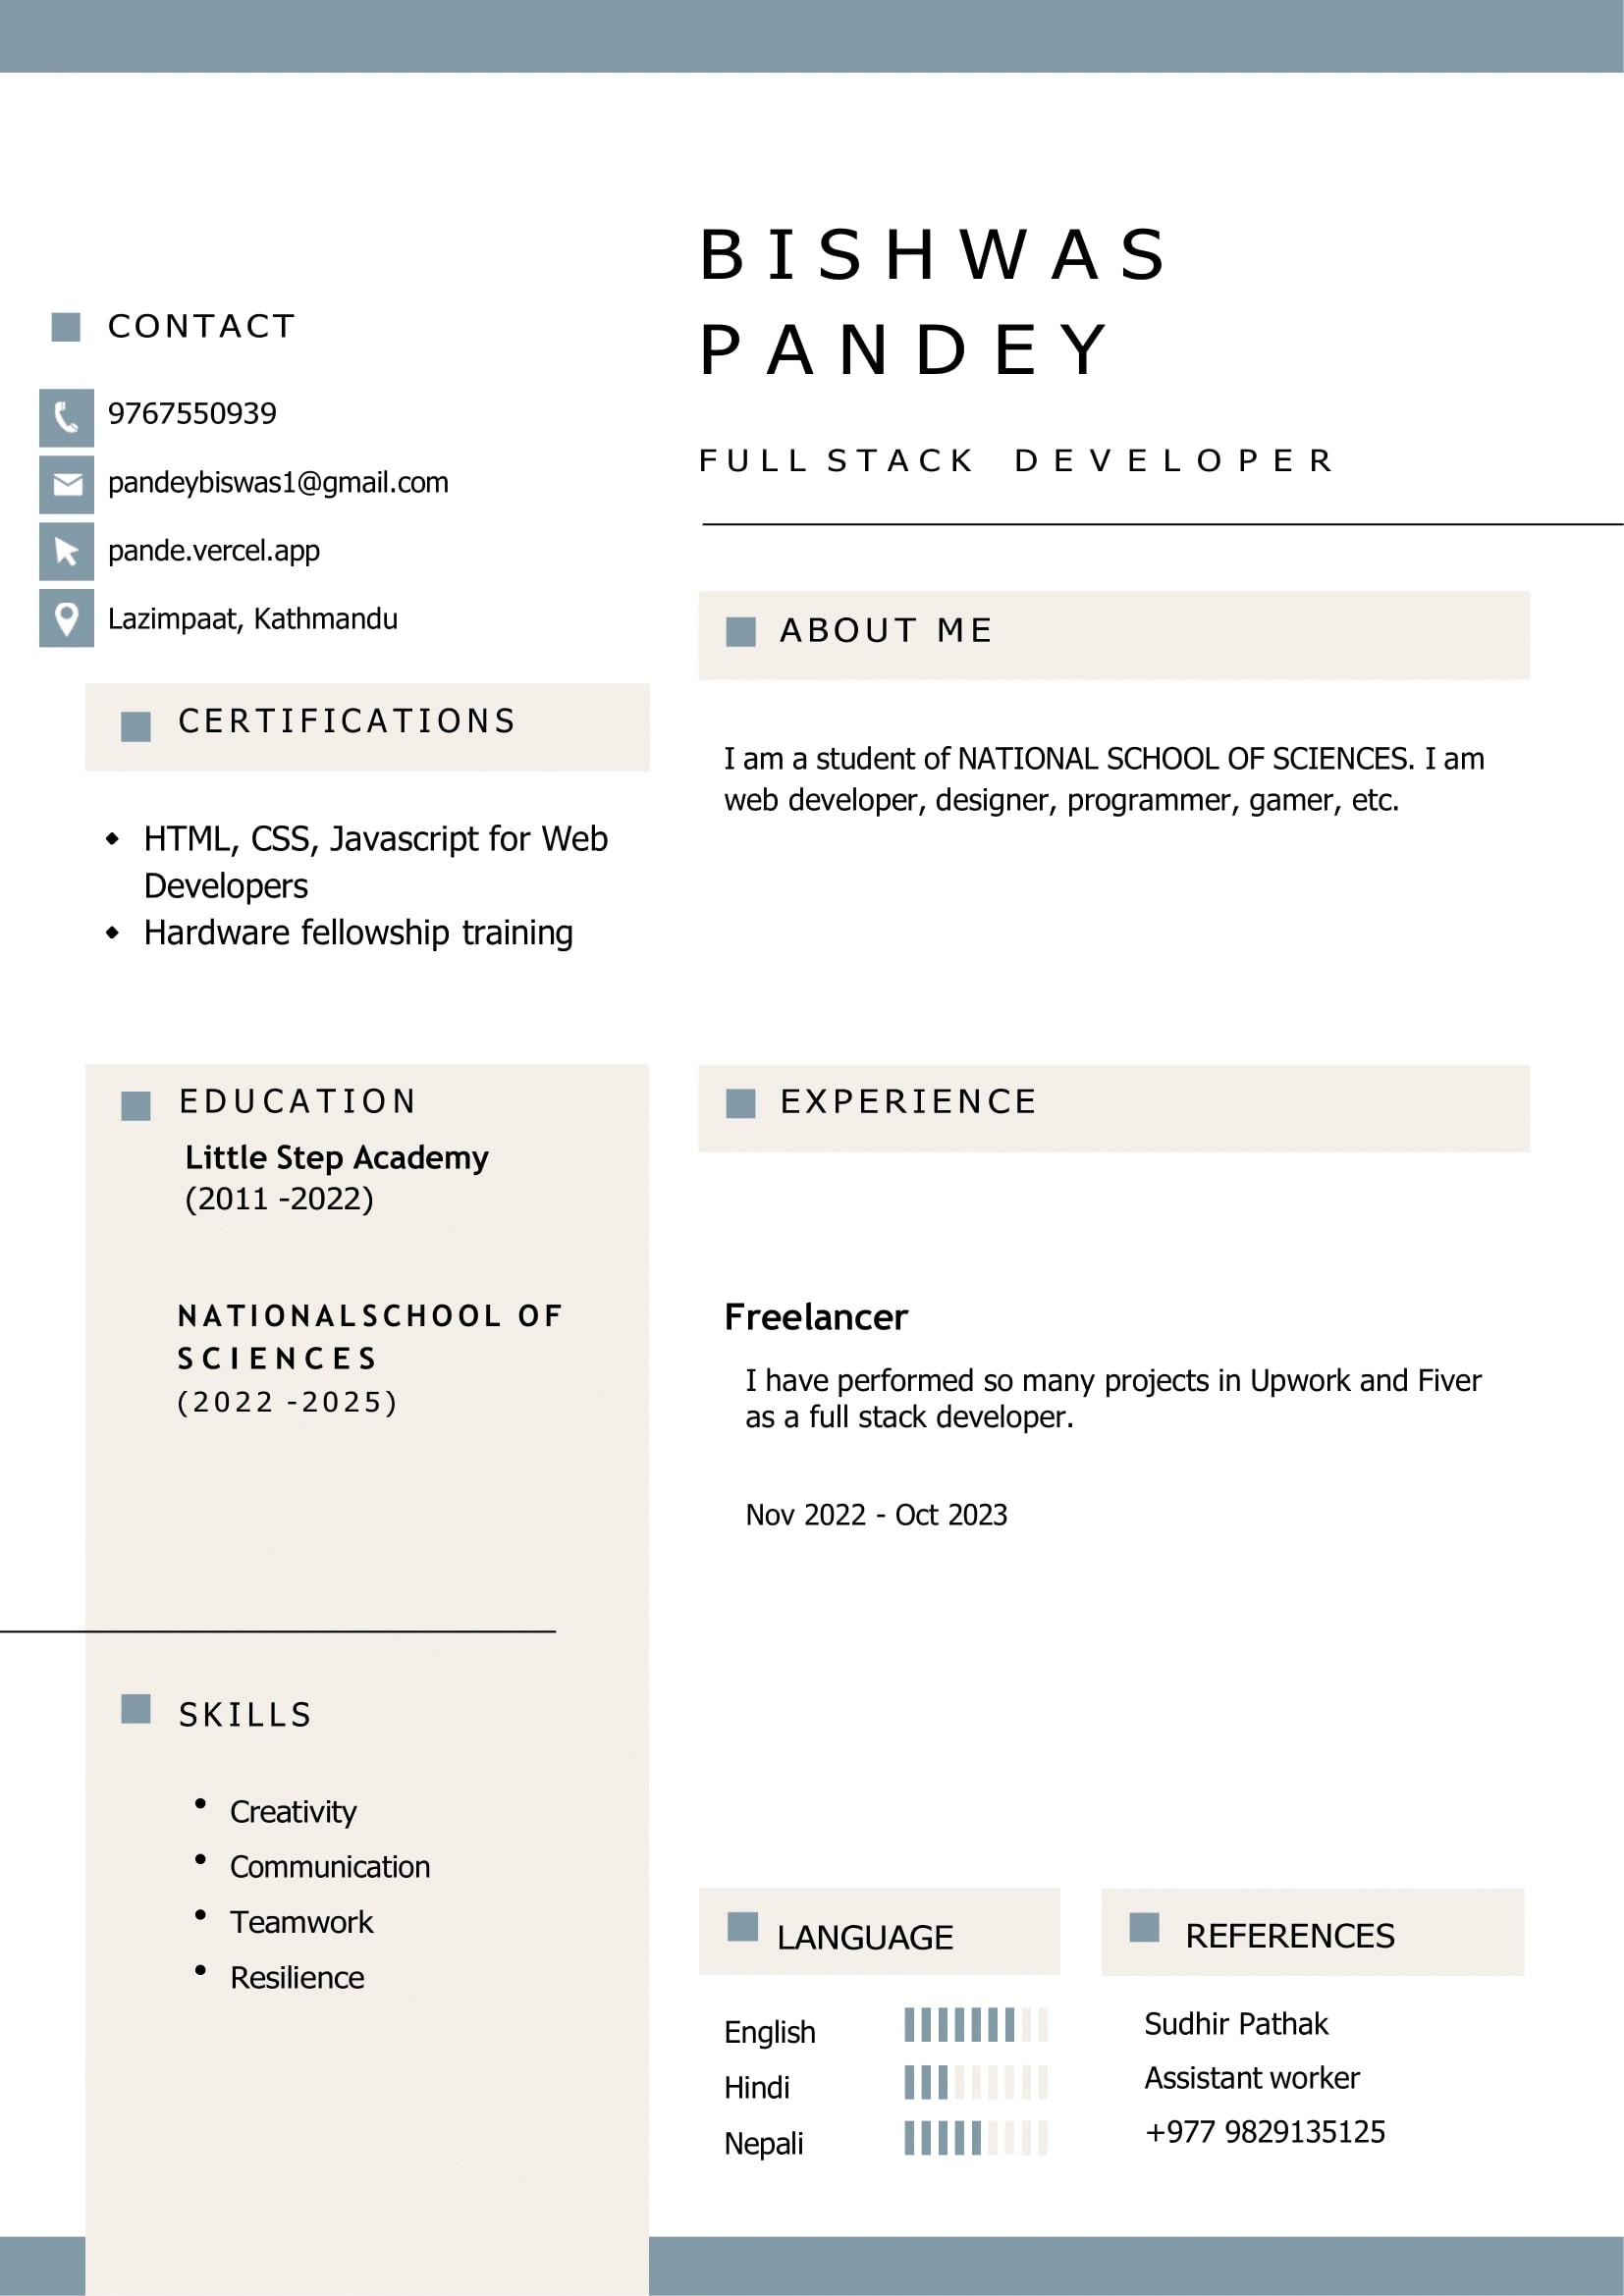 BISHWAS
PANDEY
FULL STACK DEVELOPER
CONTACT
9767550939
pandeybiswas1@gmail.com
pande.vercel.app
Lazimpaat, Kathmandu
CERTIFICATIONS
HTML, CSS, Javascript for Web
Developers
Hardware fellowship training
EDUCATION
Little Step Academy
(2011 -2022)
NATIONALSCHOOL OF
SCIENCES
(2022 -2025)
SKILLS
Creativity
Communication
Teamwork
Resilience
ABOUT ME
I am a student of NATIONAL SCHOOL OF SCIENCES. I am
web developer, designer, programmer, gamer, etc.
EXPERIENCE
Freelancer
I have performed so many projects in Upwork and Fiver
as a full stack developer.
Nov 2022 - Oct 2023
LANGUAGE
English
Hindi
Nepali
REFERENCES
Sudhir Pathak
Assistant worker
+977 9829135125